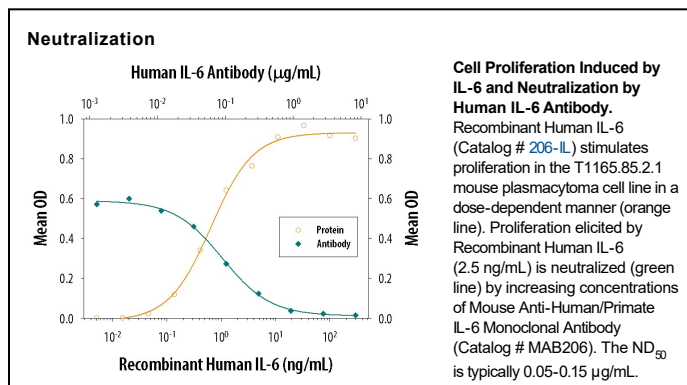 Neutralization
Human IL-6 Antibody (μg/mL)
10⁻³ 10⁻² 10⁻¹ 10⁰ 10¹
Mean OD
1.0 1.0
0.8 0.8
0.6 0.6
0.4 0.4
0.2 0.2
0.0 0.0
Mean OD
Protein
Antibody
10⁻² 10⁻¹ 10⁰ 10¹ 10²
Recombinant Human IL-6 (ng/mL)
Cell Proliferation Induced by
IL-6 and Neutralization by
Human IL-6 Antibody.
Recombinant Human IL-6
(Catalog # 206-IL) stimulates
proliferation in the T1165.85.2.1
mouse plasmacytoma cell line in a
dose-dependent manner (orange
line). Proliferation elicited by
Recombinant Human IL-6
(2.5 ng/mL) is neutralized (green
line) by increasing concentrations
of Mouse Anti-Human/Primate
IL-6 Monoclonal Antibody
(Catalog # MAB206). The ND₅₀
is typically 0.05-0.15 μg/mL.